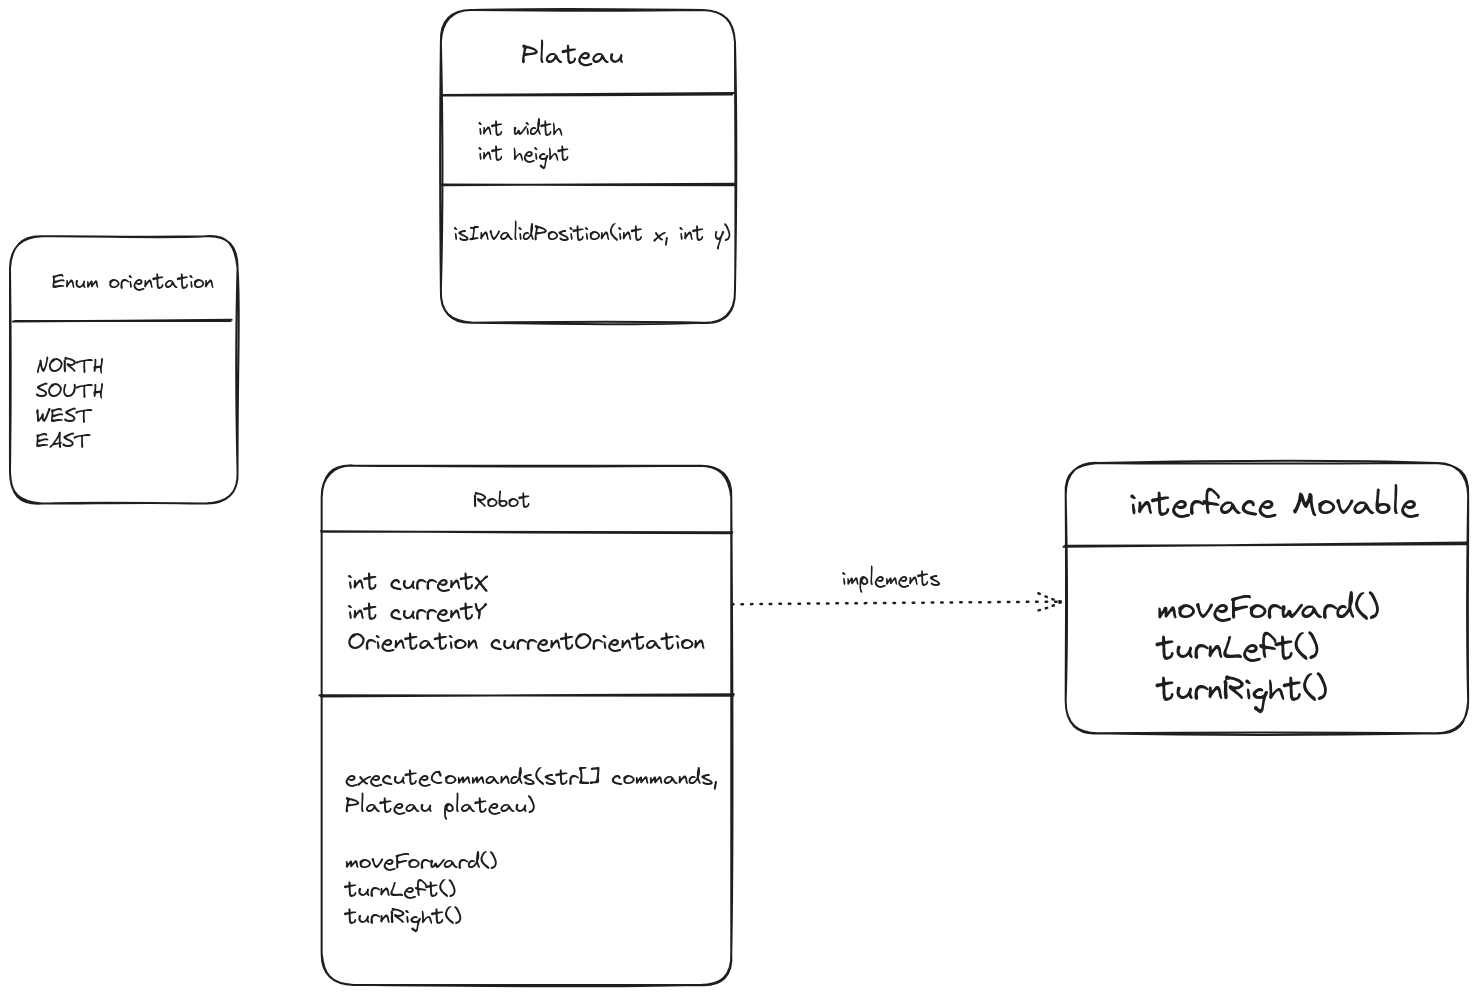 Plateau
int width
int height
isInvalidPosition(int x, int y)
Enum orientation
NORTH
SOUTH
WEST
EAST
Robot
int currentX
int currentY
Orientation currentOrientation
executeCommands(str[] commands,
Plateau plateau)
moveForward()
turnLeft()
turnRight()
implements
interface Movable
moveForward()
turnLeft()
turnRight()